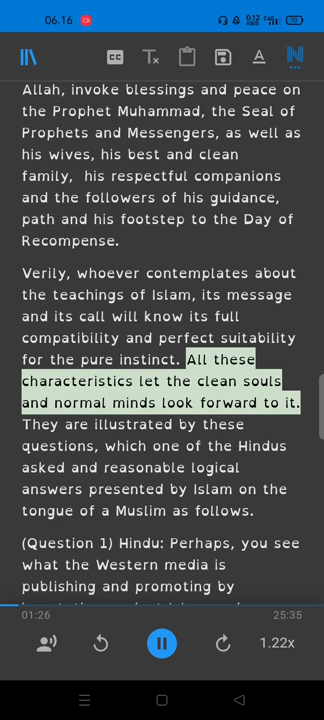 06.16
0.12
KB/S
70
CC
T
A
N
Allah, invoke blessings and peace on
the Prophet Muhammad, the Seal of
Prophets and Messengers, as well as
his wives, his best and clean
family,  his respectful companions
and the followers of his guidance,
path and his footstep to the Day of
Recompense.
Verily, whoever contemplates about
the teachings of Islam, its message
and its call will know its full
compatibility and perfect suitability
for the pure instinct. All these
characteristics let the clean souls
and normal minds look forward to it.
They are illustrated by these
questions, which one of the Hindus
asked and reasonable logical
answers presented by Islam on the
tongue of a Muslim as follows.
(Question 1) Hindu: Perhaps, you see
what the Western media is
publishing and promoting by
01:26
25:35
1.22x